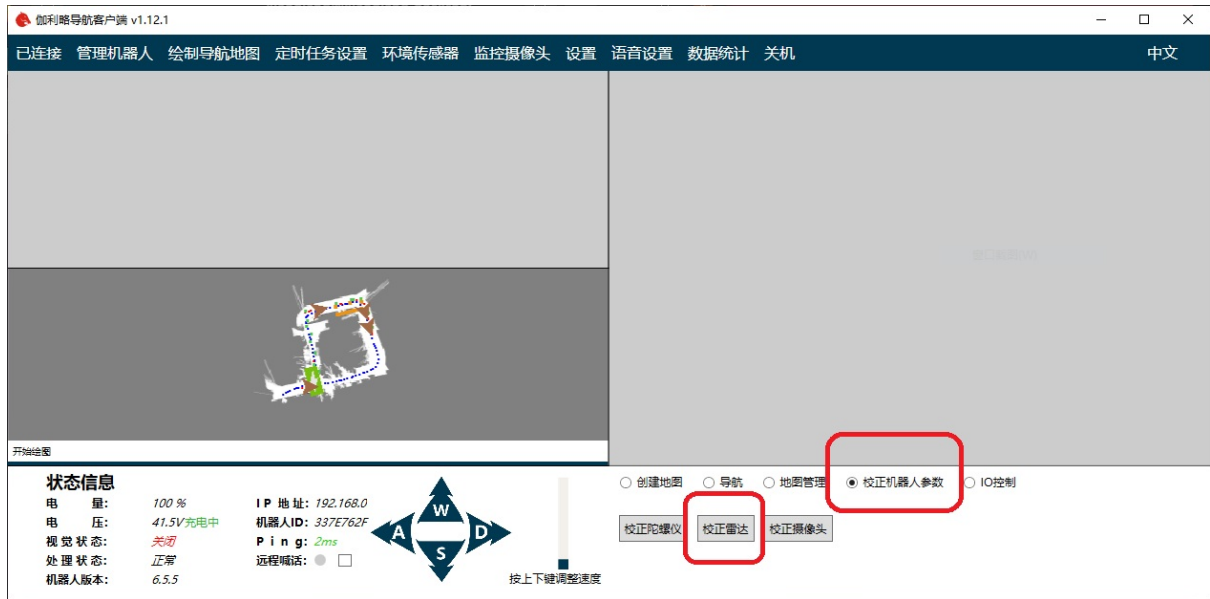 伽利略导航客户端 v1.12.1
已连接 管理机器人 绘制导航地图 定时任务设置 环境传感器 监控摄像头 设置 语音设置 数据统计 关机 中文
开始绘图
状态信息
电 量: 100 %
电 压: 41.5V充电中
视觉状态: 关闭
处理状态: 正常
机器人版本: 6.5.5
IP 地址: 192.168.0
机器人ID: 337E762F
Ping: 2ms
远程喊话:
W
A D
S
按上下键调整速度
创建地图 导航 地图管理 校正机器人参数 IO控制
校正陀螺仪 校正雷达 校正摄像头